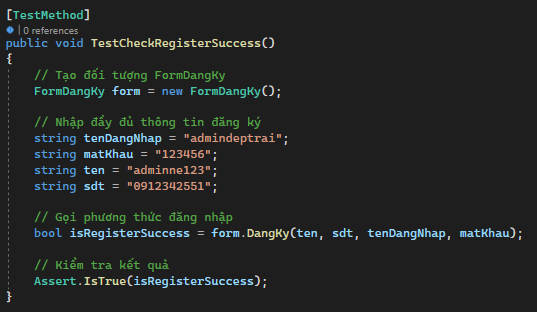 [TestMethod]
| 0 references
public void TestCheckRegisterSuccess()
{
// Tạo đối tượng FormDangKy
FormDangKy form = new FormDangKy();
// Nhập đầy đủ thông tin đăng ký
string tenDangNhap = "admindeptrai";
string matKhau = "123456";
string ten = "adminne123";
string sdt = "0912342551";
// Gọi phương thức đăng nhập
bool isRegisterSuccess = form.DangKy(ten, sdt, tenDangNhap, matKhau);
// Kiểm tra kết quả
Assert.IsTrue(isRegisterSuccess);
}